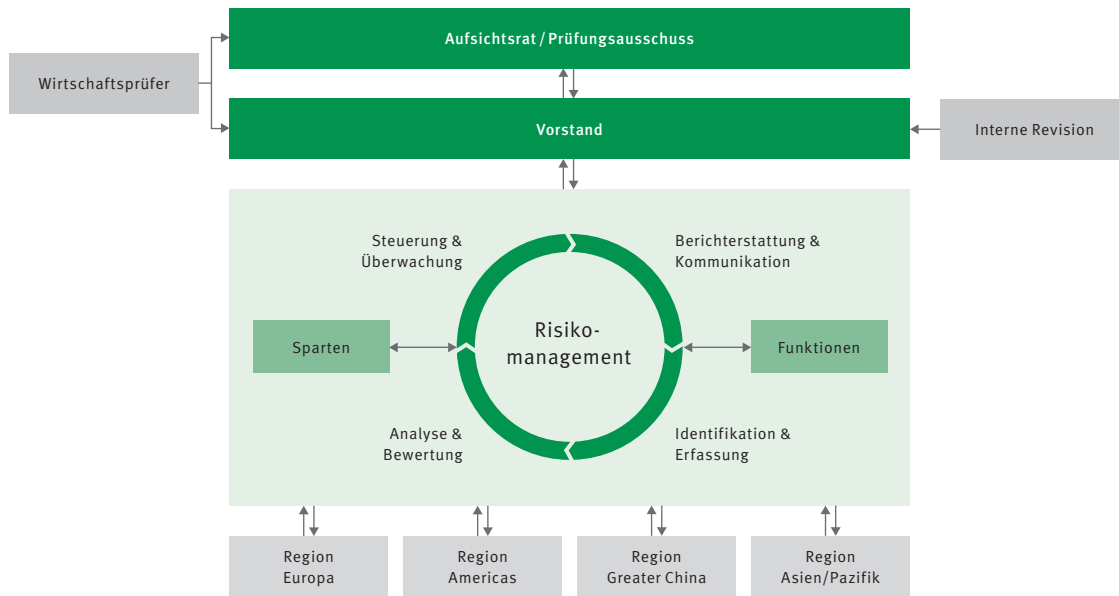 Aufsichtsrat / Prüfungsausschuss
Wirtschaftsprüfer
Vorstand
Interne Revision
Steuerung &
Überwachung
Berichterstattung &
Kommunikation
Sparten
Risiko-
management
Funktionen
Analyse &
Bewertung
Identifikation &
Erfassung
Region
Europa
Region
Americas
Region
Greater China
Region
Asien/Pazifik